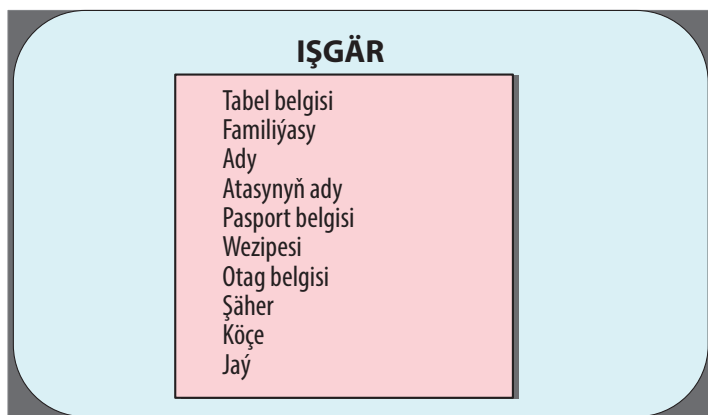 IŞGÄR
Tabel belgisi
Familiýasy
Ady
Atasynyň ady
Pasport belgisi
Wezipesi
Otag belgisi
Şäher
Köçe
Jaý